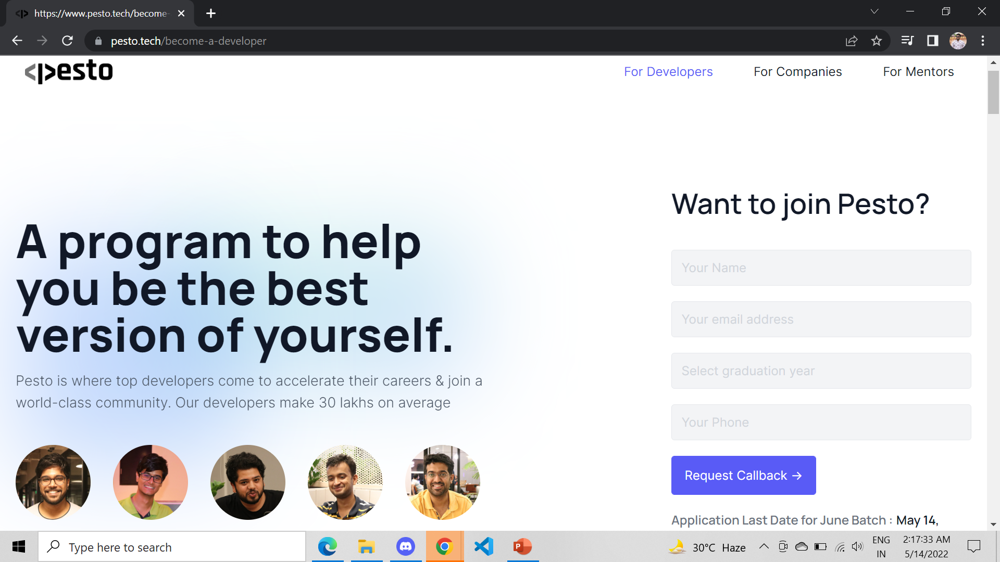 https://www.pesto.tech/become-
pesto.tech/become-a-developer
<pesto
For Developers
For Companies
For Mentors
A program to help
you be the best
version of yourself.
Pesto is where top developers come to accelerate their careers & join a
world-class community. Our developers make 30 lakhs on average
Want to join Pesto?
Your Name
Your email address
Select graduation year
Your Phone
Request Callback →
Application Last Date for June Batch : May 14,
Type here to search
P
30°C Haze
ENG
IN
2:17:33 AM
5/14/2022